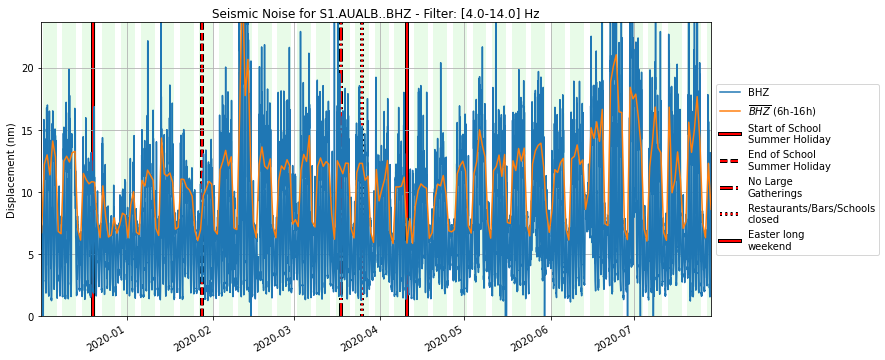 Seismic Noise for S1.AUALB..BHZ - Filter: [4.0-14.0] Hz
Displacement (nm)
20
15
10
5
0
2020-01
2020-02
2020-03
2020-04
2020-05
2020-06
2020-07
BHZ
BHZ (6h-16h)
Start of School
Summer Holiday
End of School
Summer Holiday
No Large
Gatherings
Restaurants/Bars/Schools
closed
Easter long
weekend